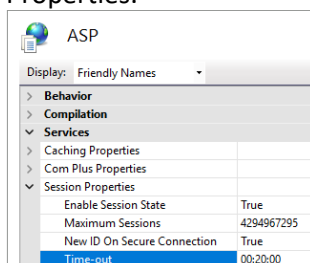 Properties.
ASP
Display: Friendly Names
Behavior
Compilation
Services
Caching Properties
Com Plus Properties
Session Properties
Enable Session State True
Maximum Sessions 4294967295
New ID On Secure Connection True
Time-out 00:20:00